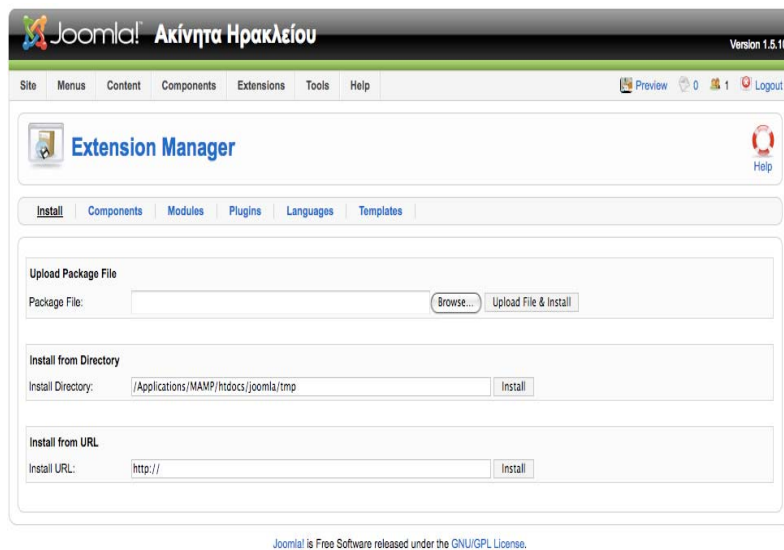 Joomla! Ακίνητα Ηρακλείου
Version 1.5.10
Site Menus Content Components Extensions Tools Help Preview 0 1 Logout
Extension Manager
Help
Install Components Modules Plugins Languages Templates
Upload Package File
Package File: Browse... Upload File & Install
Install from Directory
Install Directory: /Applications/MAMP/htdocs/joomla/tmp Install
Install from URL
Install URL: http:// Install
Joomla! is Free Software released under the GNU/GPL License.